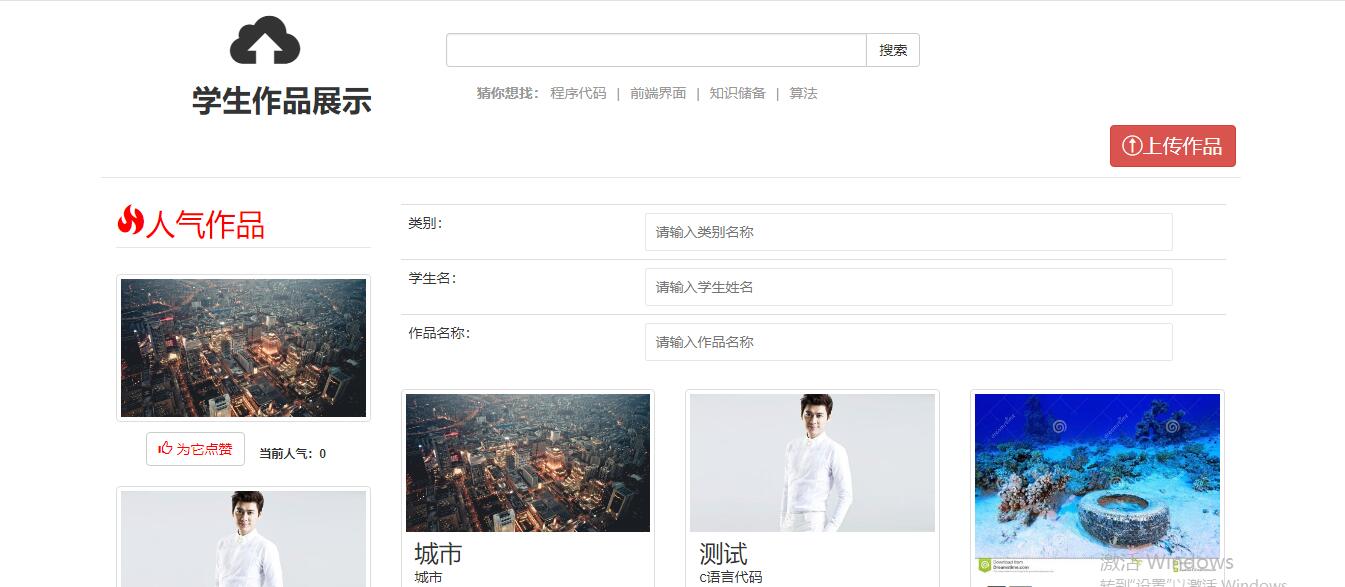 搜索
学生作品展示
猜你想找： 程序代码 | 前端界面 | 知识储备 | 算法
上传作品
人气作品
类别：
请输入类别名称
学生名：
请输入学生姓名
作品名称：
请输入作品名称
为它点赞
当前人气：0
城市
城市
测试
c语言代码
Download from
Dreamstime.com
激活 Windows
转到"设置"以激活 Windows